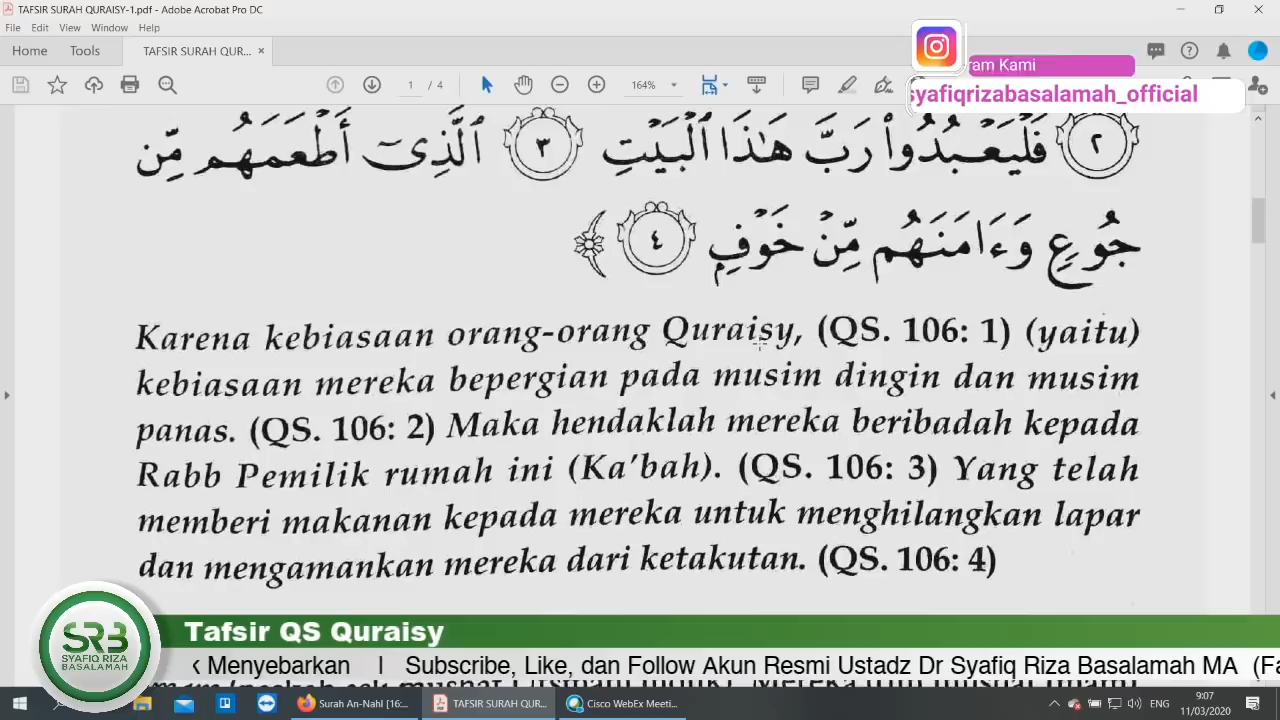 TAFSIR SURAH QURAISY-1.pdf - Adobe Acrobat Pro DC
File Edit View Window Help
Home Tools TAFSIR SURAH QUR... ×
1 / 4 164%
ram Kami
syafiqrizabasalamah_official
٢ فَلْيَعْبُدُوا۟ رَبَّ هَـٰذَا ٱلْبَيْتِ ٣ ٱلَّذِىٓ أَطْعَمَهُم مِّن
جُوعٍ وَءَامَنَهُم مِّنْ خَوْفٍۭ ٤
Karena kebiasaan orang-orang Quraisy, (QS. 106: 1) (yaitu)
kebiasaan mereka bepergian pada musim dingin dan musim
panas. (QS. 106: 2) Maka hendaklah mereka beribadah kepada
Rabb Pemilik rumah ini (Ka'bah). (QS. 106: 3) Yang telah
memberi makanan kepada mereka untuk menghilangkan lapar
dan mengamankan mereka dari ketakutan. (QS. 106: 4)
SRB
SYAFIQ RIZA
BASALAMAH
Tafsir QS Quraisy
Menyebarkan I Subscribe, Like, dan Follow Akun Resmi Ustadz Dr Syafiq Riza Basalamah MA (Fa
Surah An-Nahl [16:... TAFSIR SURAH QUR... Cisco WebEx Meeti... ENG
9:07
11/03/2020